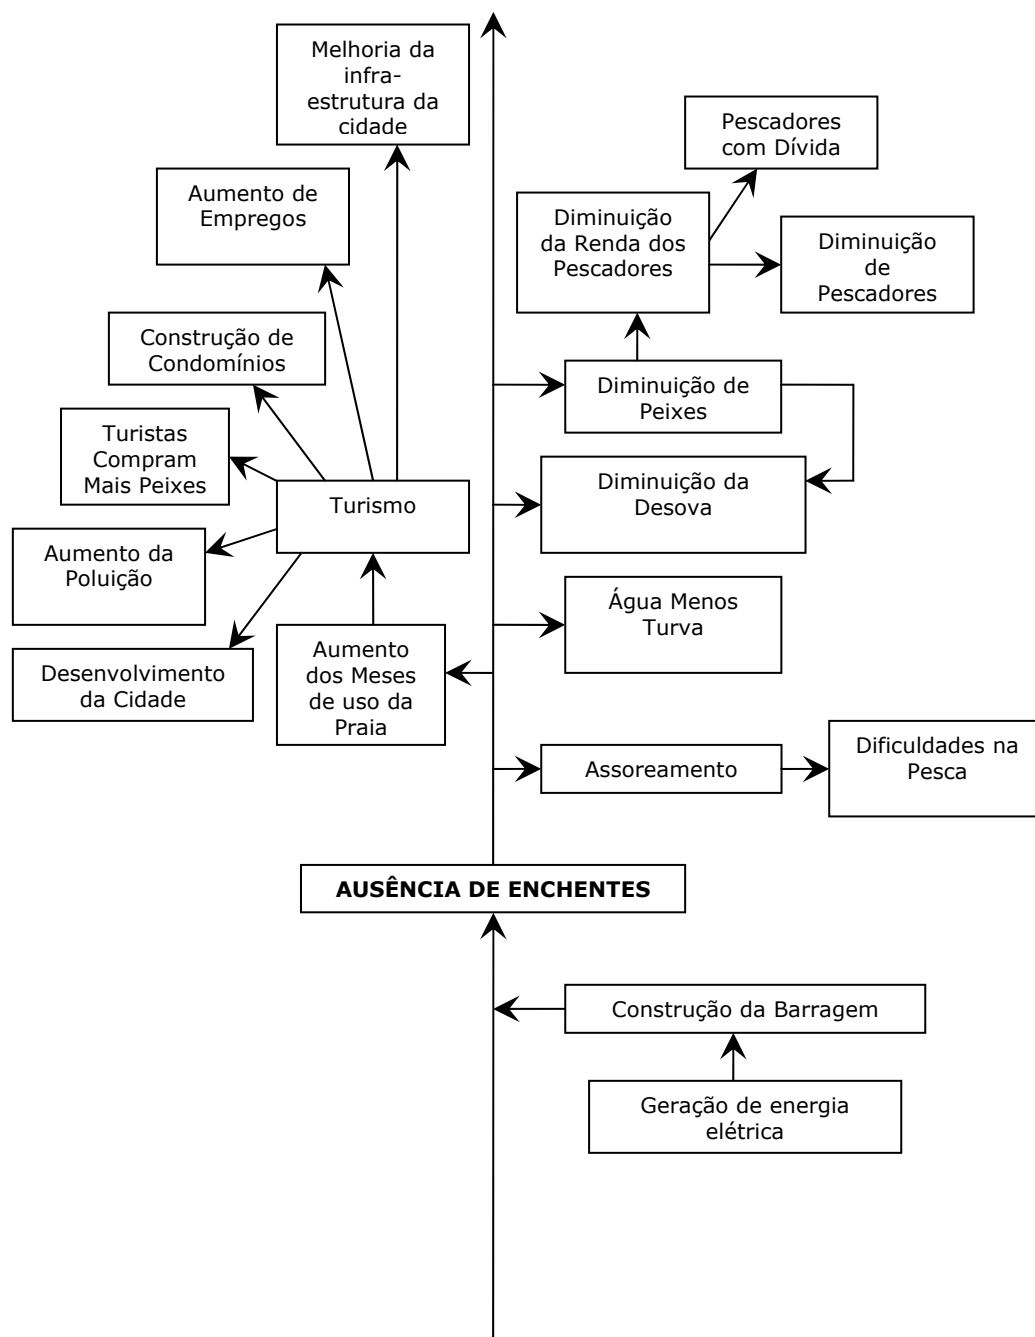 Melhoria da
infra-
estrutura da
cidade
Pescadores
com Dívida
Aumento de
Empregos
Diminuição
da Renda dos
Pescadores
Diminuição
de
Pescadores
Construção de
Condomínios
Diminuição de
Peixes
Turistas
Compram
Mais Peixes
Turismo
Diminuição da
Desova
Aumento da
Poluição
Água Menos
Turva
Desenvolvimento
da Cidade
Aumento
dos Meses
de uso da
Praia
Assoreamento
Dificuldades na
Pesca
AUSÊNCIA DE ENCHENTES
Construção da Barragem
Geração de energia
elétrica